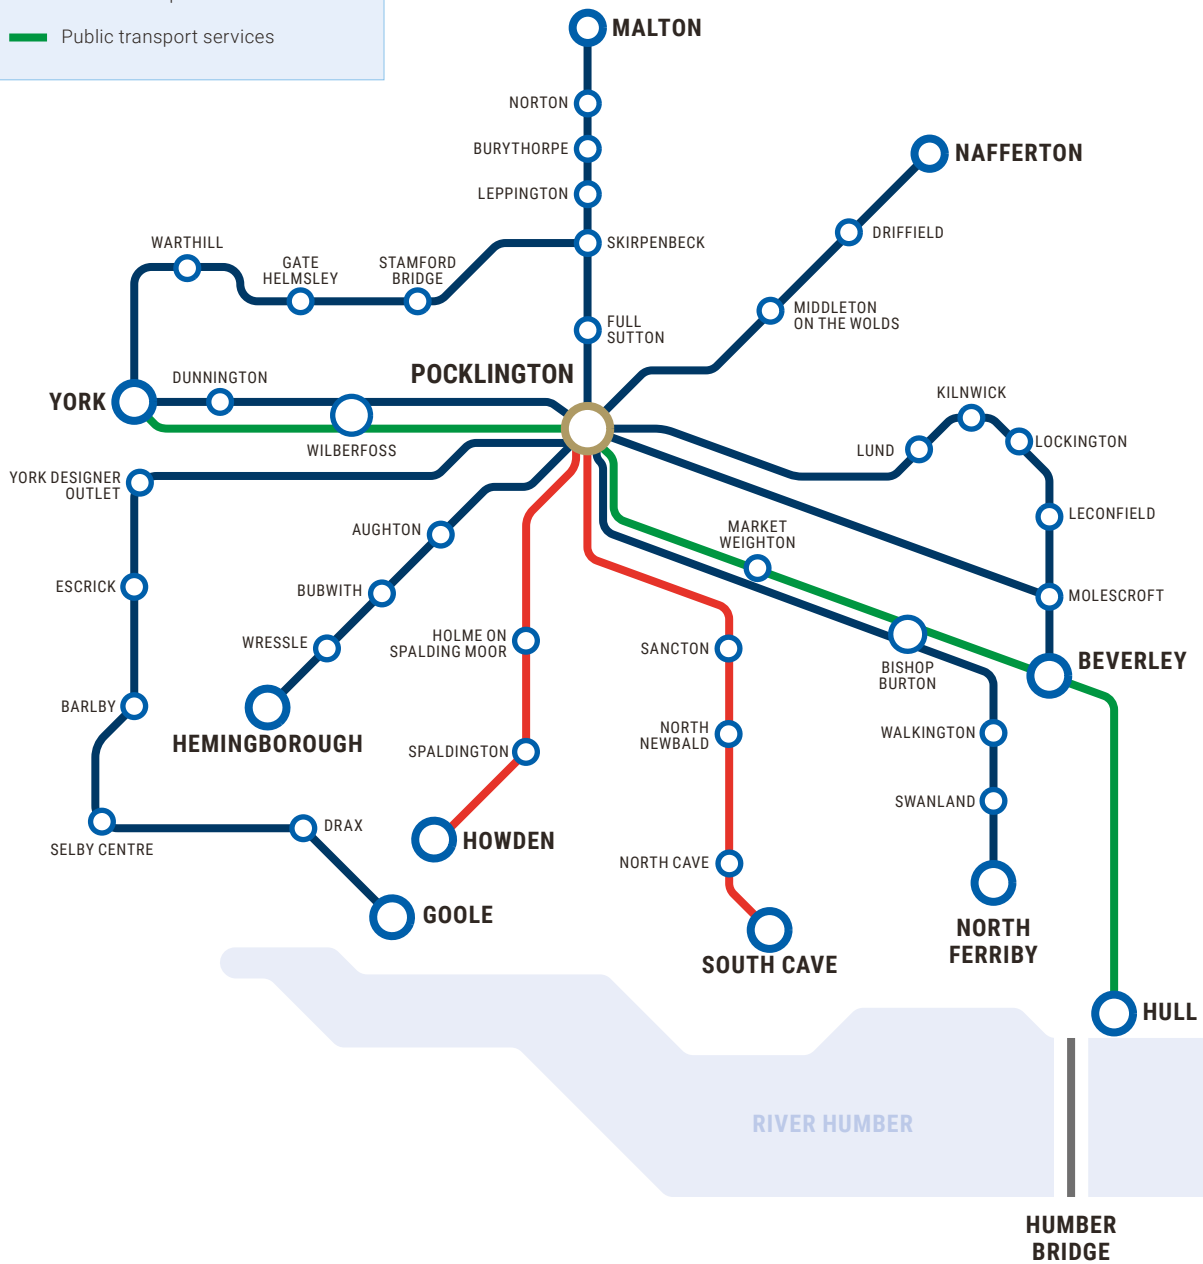 Public transport services
MALTON
NORTON
BURYTHORPE
LEPPINGTON
SKIRPENBECK
FULL
SUTTON
NAFFERTON
DRIFFIELD
MIDDLETON
ON THE WOLDS
WARTHILL
GATE
HELMSLEY
STAMFORD
BRIDGE
POCKLINGTON
YORK
DUNNINGTON
WILBERFOSS
KILNWICK
LUND
LOCKINGTON
LECONFIELD
MOLESCROFT
BEVERLEY
YORK DESIGNER
OUTLET
ESCRICK
BARLBY
SELBY CENTRE
DRAX
GOOLE
AUGHTON
BUBWITH
WRESSLE
HEMINGBOROUGH
HOLME ON
SPALDING MOOR
SPALDINGTON
HOWDEN
SANCTON
NORTH
NEWBALD
NORTH CAVE
SOUTH CAVE
MARKET
WEIGHTON
BISHOP
BURTON
WALKINGTON
SWANLAND
NORTH
FERRIBY
HULL
RIVER HUMBER
HUMBER
BRIDGE